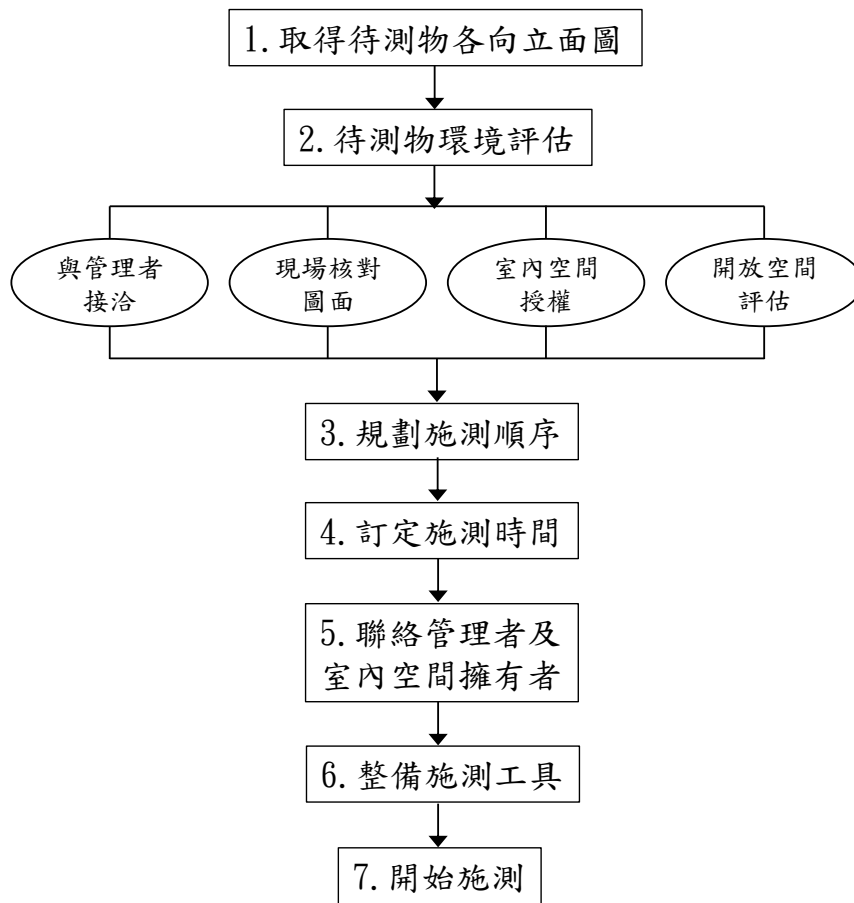 1.取得待測物各向立面圖
2.待測物環境評估
與管理者
接洽
現場核對
圖面
室內空間
授權
開放空間
評估
3.規劃施測順序
4.訂定施測時間
5.聯絡管理者及
室內空間擁有者
6.整備施測工具
7.開始施測